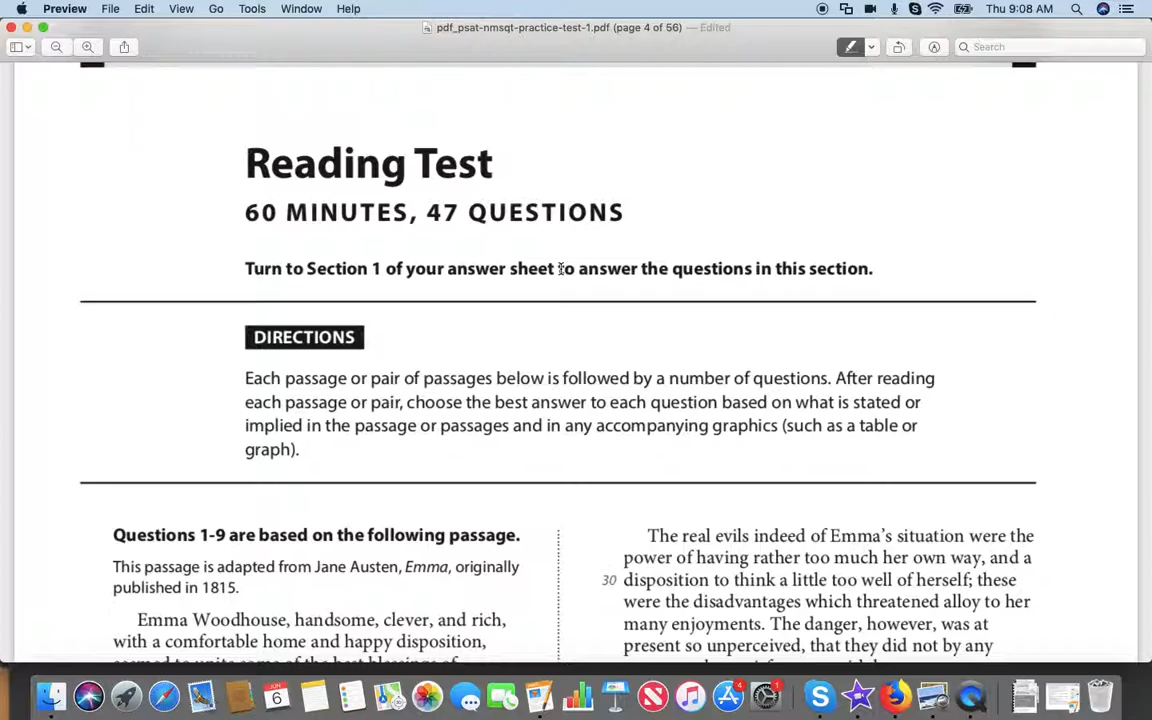 Preview File Edit View Go Tools Window Help Thu 9:08 AM
pdf_psat-nmsqt-practice-test-1.pdf (page 4 of 56) — Edited
Search
Reading Test
60 MINUTES, 47 QUESTIONS
Turn to Section 1 of your answer sheet to answer the questions in this section.
DIRECTIONS
Each passage or pair of passages below is followed by a number of questions. After reading
each passage or pair, choose the best answer to each question based on what is stated or
implied in the passage or passages and in any accompanying graphics (such as a table or
graph).
Questions 1-9 are based on the following passage.
This passage is adapted from Jane Austen, Emma, originally
published in 1815.
Emma Woodhouse, handsome, clever, and rich,
with a comfortable home and happy disposition,
The real evils indeed of Emma's situation were the
power of having rather too much her own way, and a
30 disposition to think a little too well of herself; these
were the disadvantages which threatened alloy to her
many enjoyments. The danger, however, was at
present so unperceived, that they did not by any
JUN
6
4
1